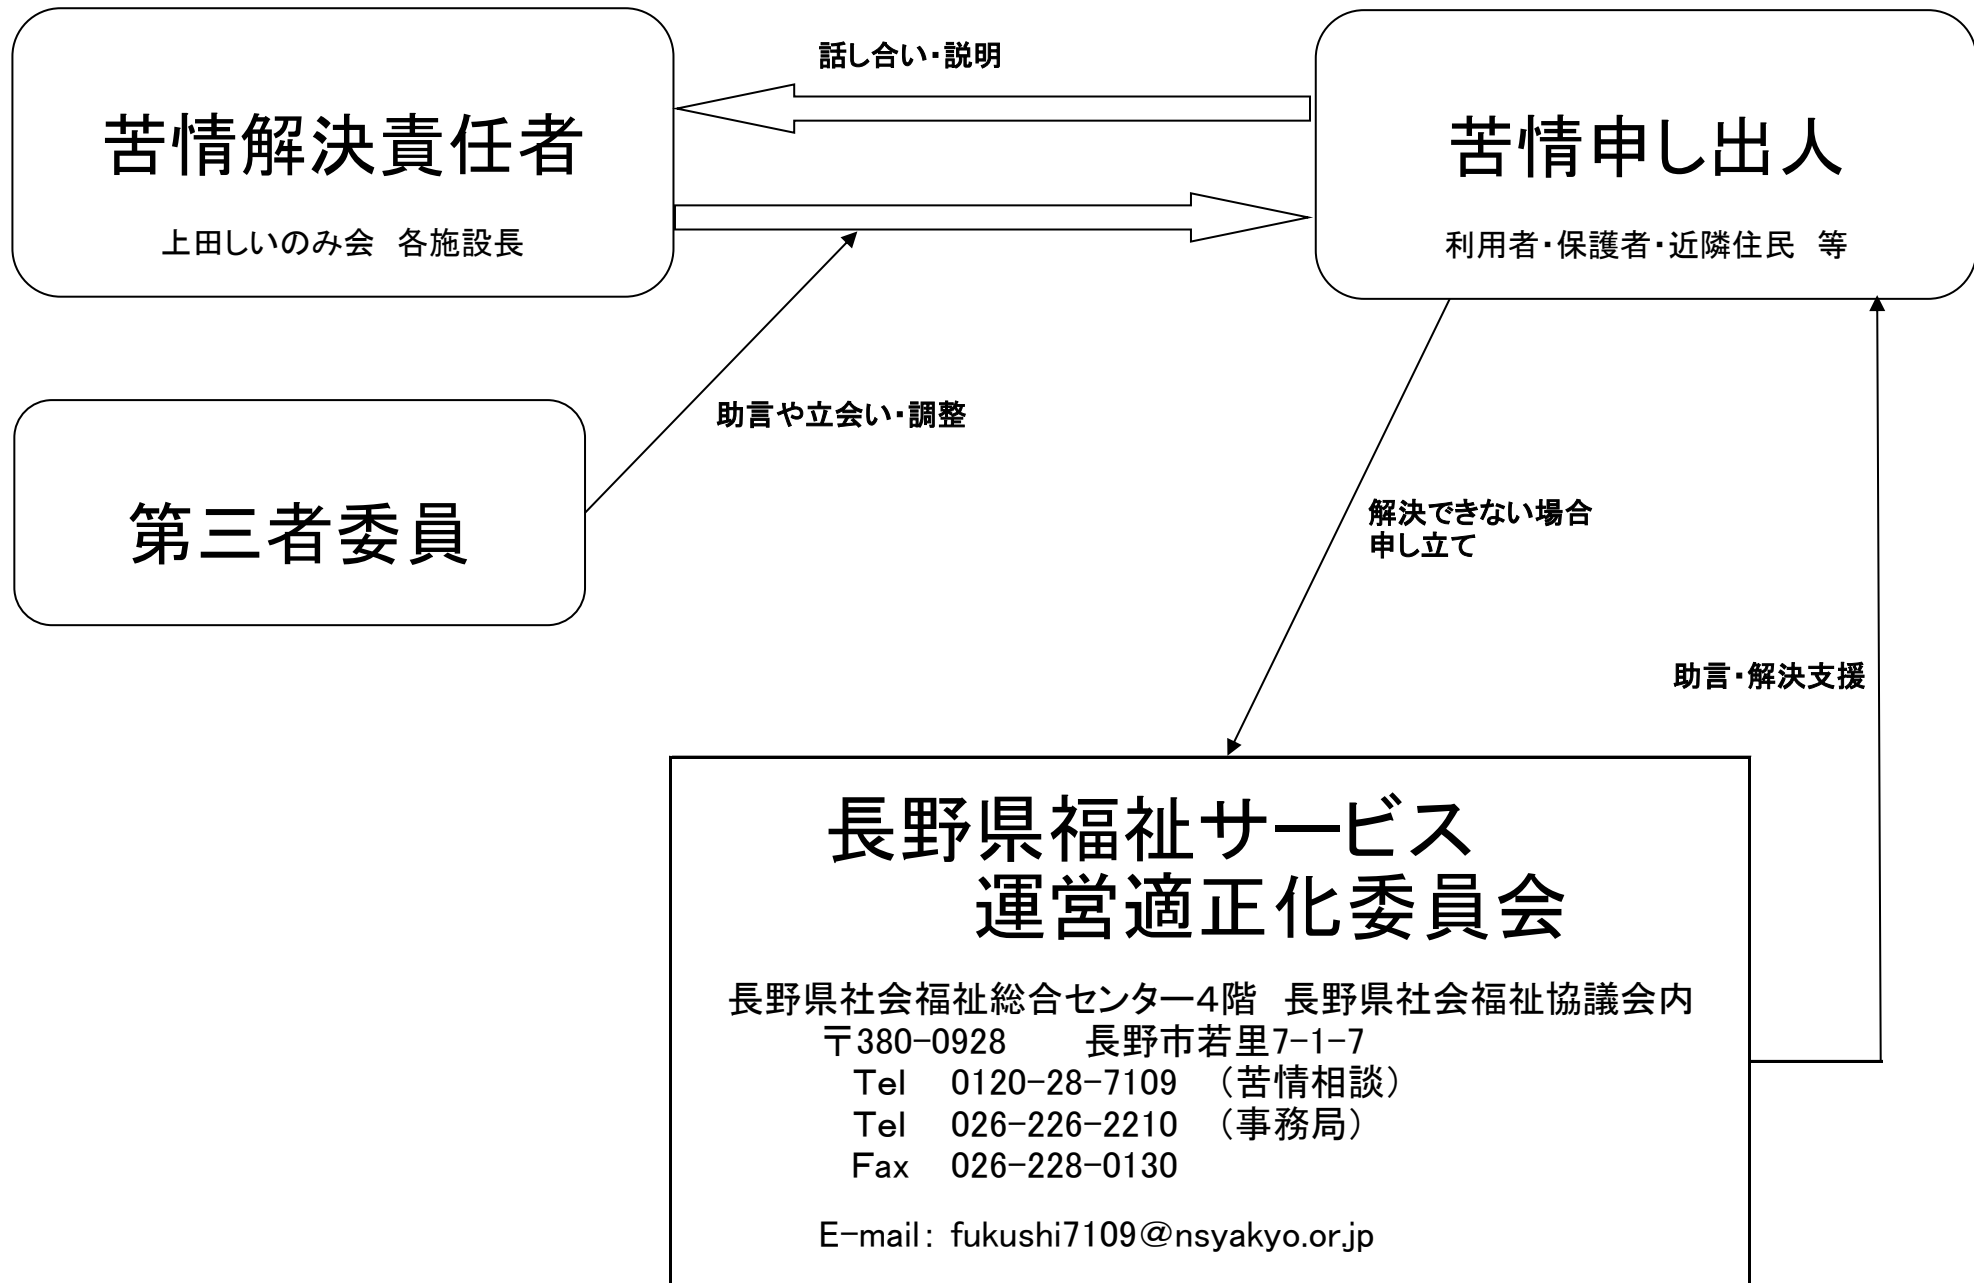 話し合い・説明
苦情解決責任者
上田しいのみ会　各施設長
苦情申し出人
利用者・保護者・近隣住民　等
助言や立会い・調整
第三者委員
解決できない場合
申し立て
助言・解決支援
長野県福祉サービス
運営適正化委員会
長野県社会福祉総合センター4階　長野県社会福祉協議会内
〒380-0928　　長野市若里7-1-7
Tel　0120-28-7109　（苦情相談）
Tel　026-226-2210　（事務局）
Fax　026-228-0130
E-mail： fukushi7109＠nsyakyo.or.jp